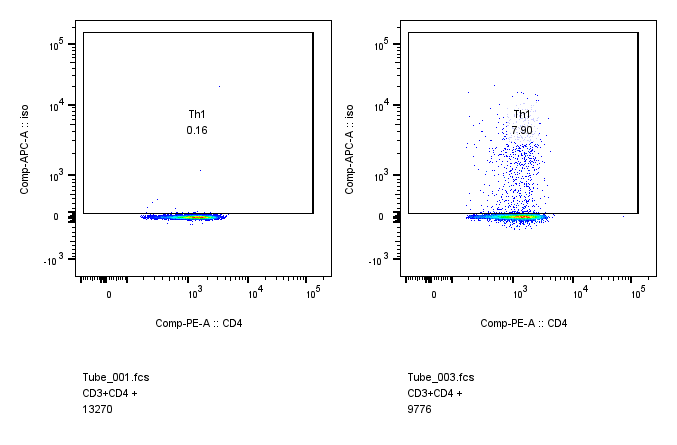 Comp-APC-A :: iso
10^5
10^4
10^3
0
-10^3
Th1
0.16
0
10^3
10^4
10^5
Comp-PE-A :: CD4
Tube_001.fcs
CD3+CD4 +
13270
Comp-APC-A :: iso
10^5
10^4
10^3
0
-10^3
Th1
7.90
0
10^3
10^4
10^5
Comp-PE-A :: CD4
Tube_003.fcs
CD3+CD4 +
9776